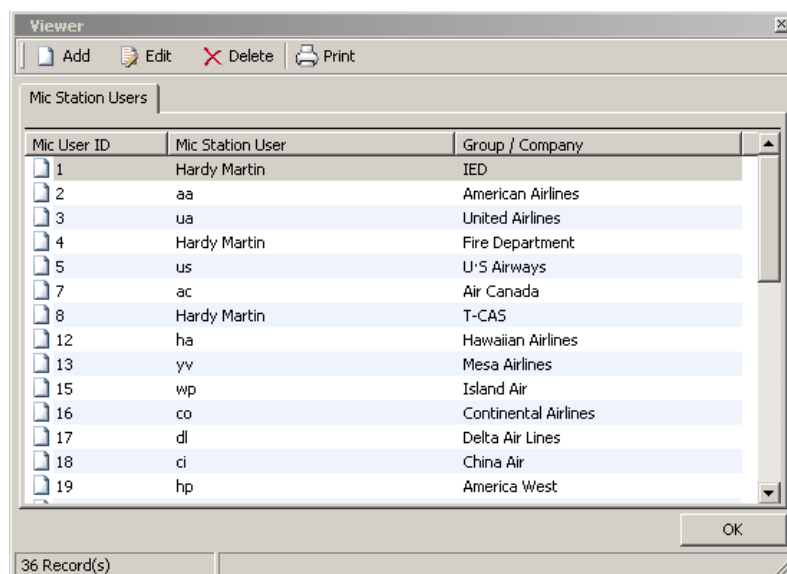 Viewer
Add Edit Delete Print
Mic Station Users
Mic User ID Mic Station User Group / Company
1 Hardy Martin IED
2 aa American Airlines
3 ua United Airlines
4 Hardy Martin Fire Department
5 us U·S Airways
7 ac Air Canada
8 Hardy Martin T-CAS
12 ha Hawaiian Airlines
13 yv Mesa Airlines
15 wp Island Air
16 co Continental Airlines
17 dl Delta Air Lines
18 ci China Air
19 hp America West
OK
36 Record(s)